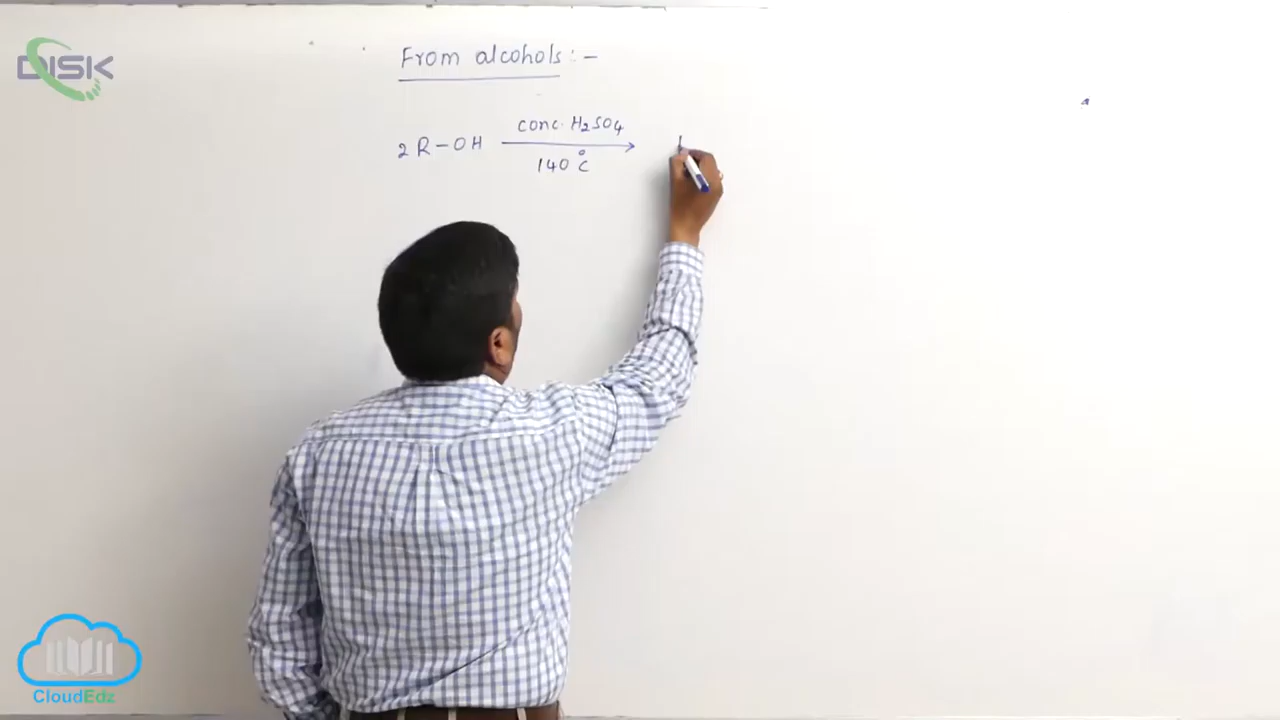 DISK
From alcohols :-
2 R-OH conc. H2SO4 →
140 °C
CloudEdz